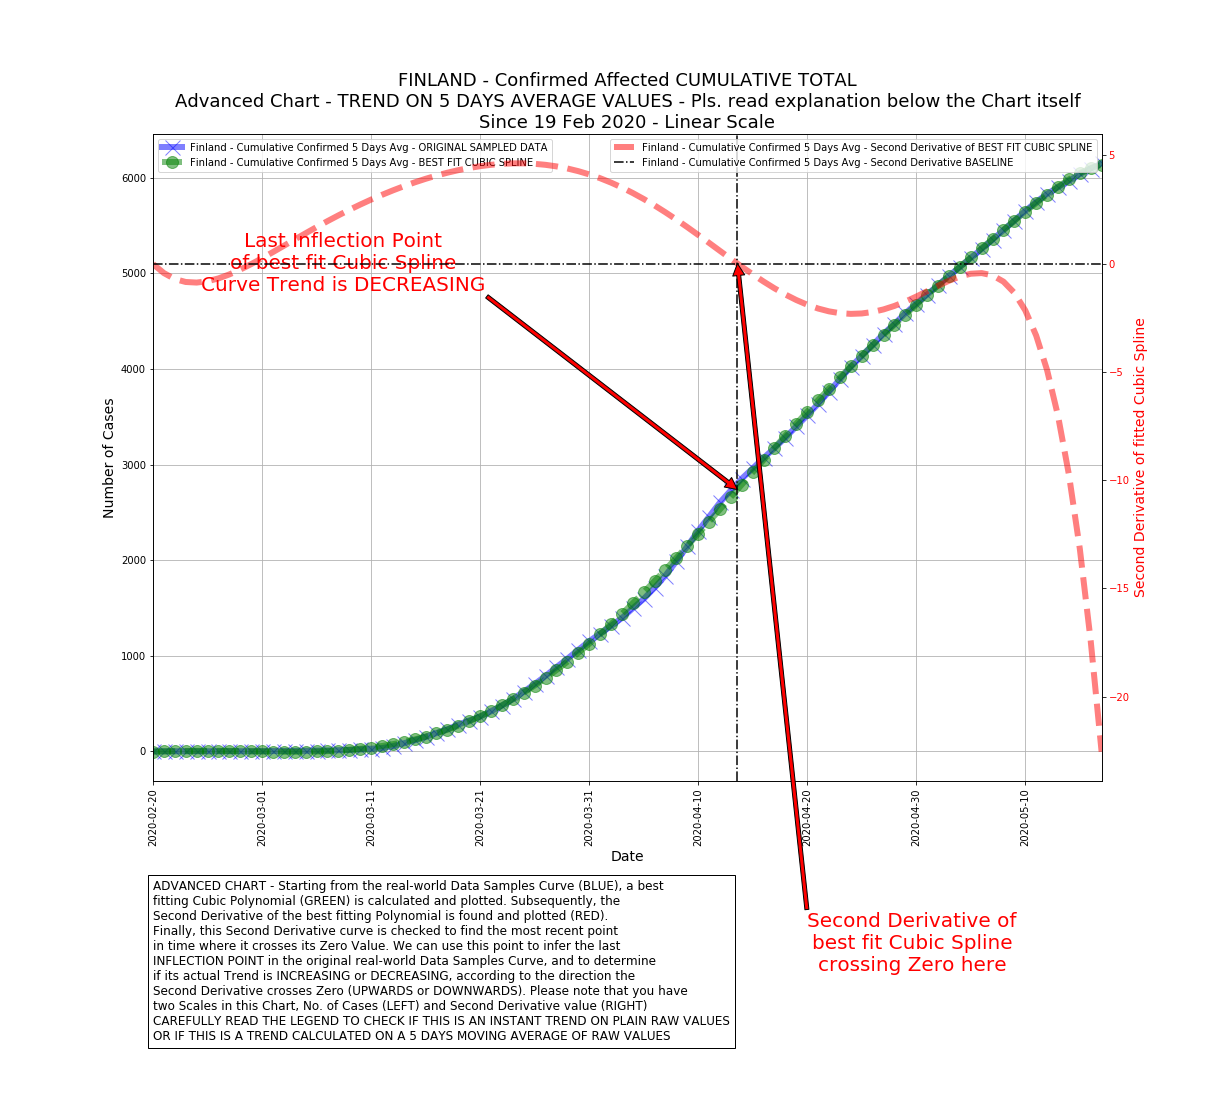 FINLAND - Confirmed Affected CUMULATIVE TOTAL
Advanced Chart - TREND ON 5 DAYS AVERAGE VALUES - Pls. read explanation below the Chart itself
Since 19 Feb 2020 - Linear Scale
Finland - Cumulative Confirmed 5 Days Avg - ORIGINAL SAMPLED DATA
Finland - Cumulative Confirmed 5 Days Avg - BEST FIT CUBIC SPLINE
Finland - Cumulative Confirmed 5 Days Avg - Second Derivative of BEST FIT CUBIC SPLINE
Finland - Cumulative Confirmed 5 Days Avg - Second Derivative BASELINE
Last Inflection Point
of best fit Cubic Spline
Curve Trend is DECREASING
Number of Cases
6000
5000
4000
3000
2000
1000
0
5
0
−5
−10
−15
−20
Second Derivative of fitted Cubic Spline
2020-02-20
2020-03-01
2020-03-11
2020-03-21
2020-03-31
2020-04-10
2020-04-20
2020-04-30
2020-05-10
Date
Second Derivative of
best fit Cubic Spline
crossing Zero here
ADVANCED CHART - Starting from the real-world Data Samples Curve (BLUE), a best
fitting Cubic Polynomial (GREEN) is calculated and plotted. Subsequently, the
Second Derivative of the best fitting Polynomial is found and plotted (RED).
Finally, this Second Derivative curve is checked to find the most recent point
in time where it crosses its Zero Value. We can use this point to infer the last
INFLECTION POINT in the original real-world Data Samples Curve, and to determine
if its actual Trend is INCREASING or DECREASING, according to the direction the
Second Derivative crosses Zero (UPWARDS or DOWNWARDS). Please note that you have
two Scales in this Chart, No. of Cases (LEFT) and Second Derivative value (RIGHT)
CAREFULLY READ THE LEGEND TO CHECK IF THIS IS AN INSTANT TREND ON PLAIN RAW VALUES
OR IF THIS IS A TREND CALCULATED ON A 5 DAYS MOVING AVERAGE OF RAW VALUES